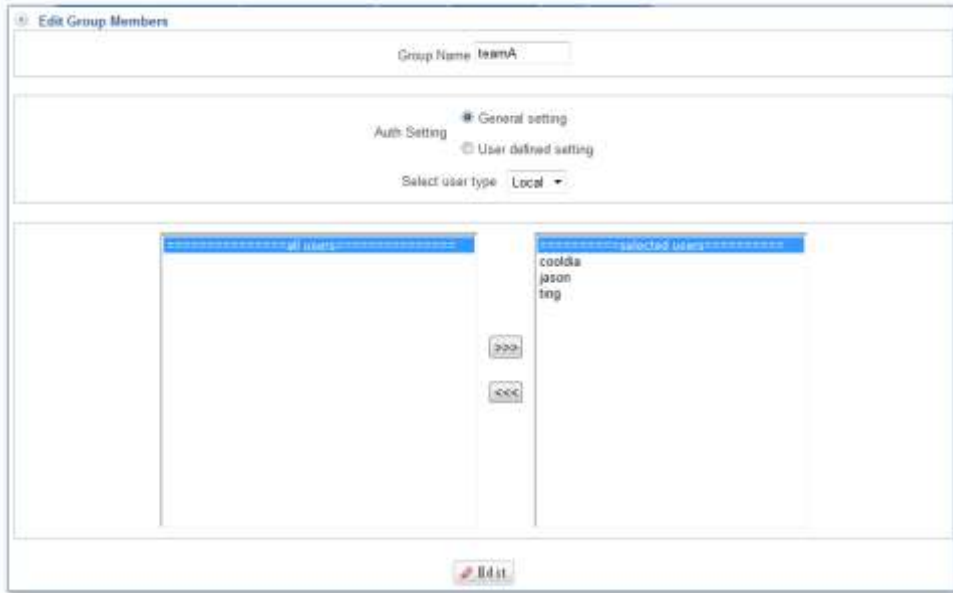 Edit Group Members
Group Name teamA
Auth Setting
General setting
User defined setting
Select user type Local
===============all users===============
==========selected users==========
cooldia
jason
ting
>>>
<<<
Edit